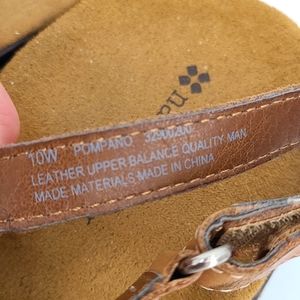 10W POMPANO
LEATHER UPPER BALANCE QUALITY MAN
MADE MATERIALS MADE IN CHINA